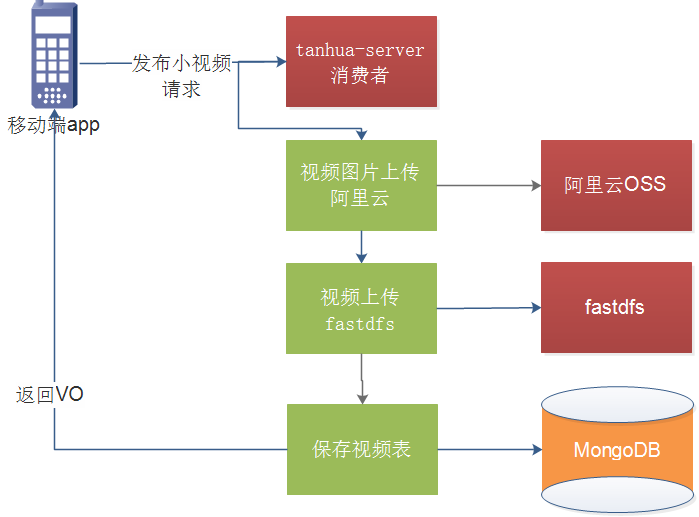 发布小视频
请求
tanhua-server
消费者
移动端app
视频图片上传
阿里云
阿里云OSS
视频上传
fastdfs
fastdfs
返回VO
保存视频表
MongoDB